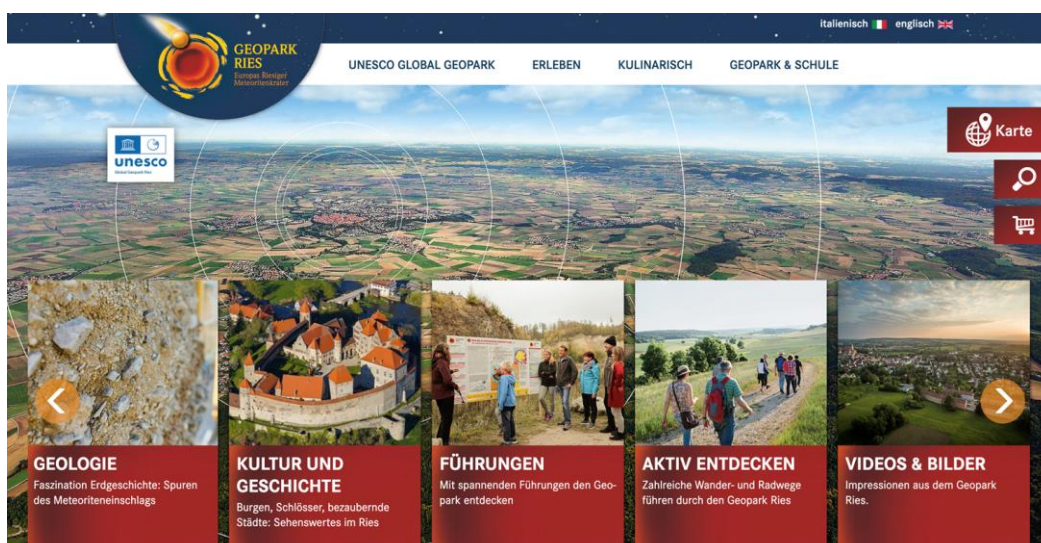 italienisch englisch
GEOPARK
RIES
Europas Riesiger
Meteoritenkrater
UNESCO GLOBAL GEOPARK ERLEBEN KULINARISCH GEOPARK & SCHULE
Karte
unesco
Global Geopark Ries
GEOLOGIE
Faszination Erdgeschichte: Spuren
des Meteoriteneinschlags
KULTUR UND
GESCHICHTE
Burgen, Schlösser, bezaubernde
Städte: Sehenswertes im Ries
FÜHRUNGEN
Mit spannenden Führungen den Geo-
park entdecken
AKTIV ENTDECKEN
Zahlreiche Wander- und Radwege
führen durch den Geopark Ries
VIDEOS & BILDER
Impressionen aus dem Geopark
Ries.